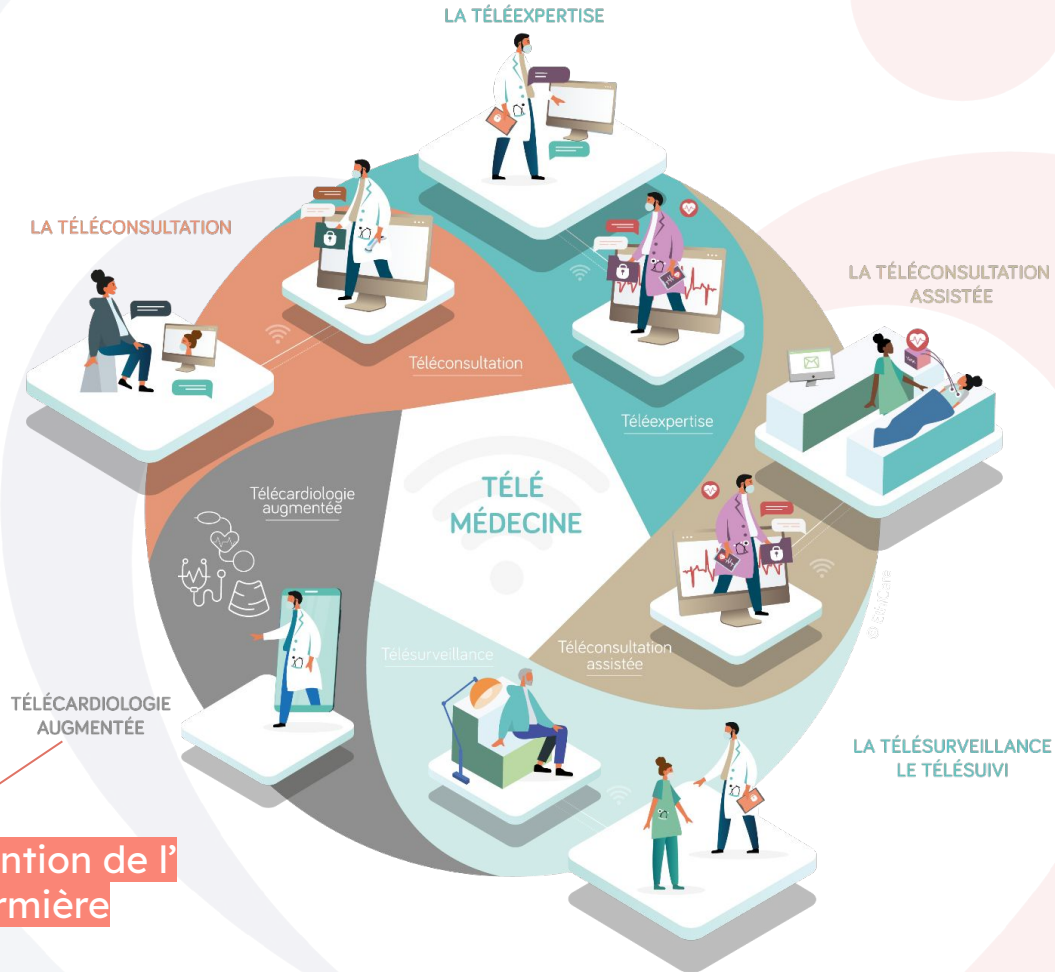 LA TÉLÉEXPERTISE
LA TÉLÉCONSULTATION
LA TÉLÉCONSULTATION
ASSISTÉE
Téléconsultation
Téléexpertise
Télécardiologie
augmentée
TÉLÉ
MÉDECINE
Télésurveillance
Téléconsultation
assistée
TÉLÉCARDIOLOGIE
AUGMENTÉE
LA TÉLÉSURVEILLANCE
LE TÉLÉSUIVI
ntion de l’
rmière